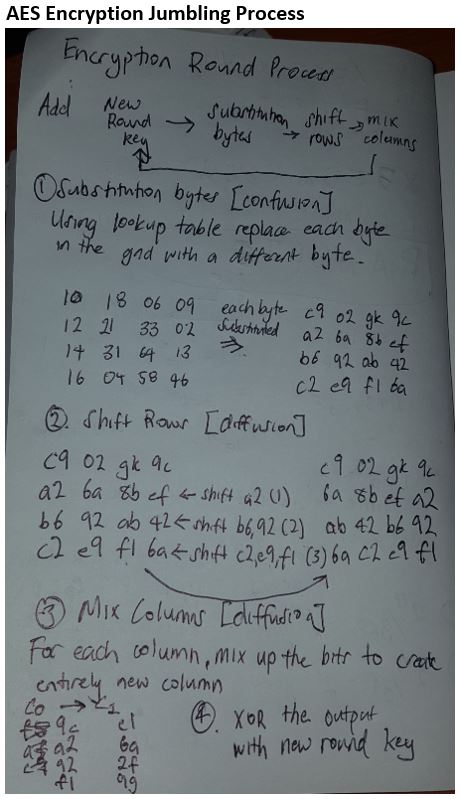 AES Encryption Jumbling Process
Encryption Round Process
Add New Round key → substitution bytes → shift rows → mix columns
① Substitution bytes [confusion]
Using lookup table replace each byte
in the grid with a different byte.
10 18 06 09 each byte c9 02 gk 9c
12 21 33 02 substituted a2 6a 8b ef
14 31 64 13 ⇒ b6 92 ab 42
16 04 58 46 c2 e9 f1 6a
② Shift Rows [diffusion]
c9 02 gk 9c c9 02 gk 9c
a2 6a 8b ef ← shift a2 (1) 6a 8b ef a2
b6 92 ab 42 ← shift b6,92 (2) ab 42 b6 92
c2 e9 f1 6a ← shift c2,e9,f1 (3) 6a c2 e9 f1
③ Mix Columns [diffusion]
For each column, mix up the bits to create
entirely new column
④. XOR the output
with new round key
9c e1
a2 6a
92 2f
f1 99